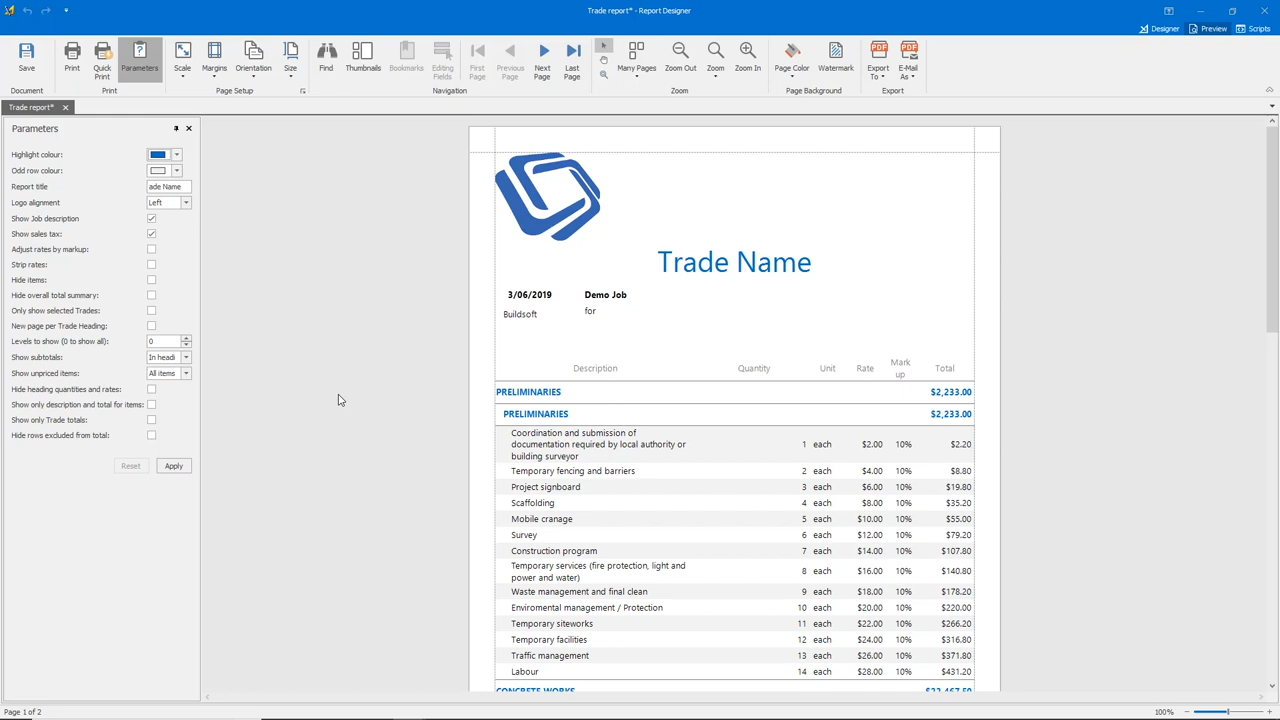 Trade report* - Report Designer
Designer Preview Scripts
Save Print Quick Print Parameters Scale Margins Orientation Size Find Thumbnails Bookmarks Editing Fields First Page Previous Page Next Page Last Page Many Pages Zoom Out Zoom Zoom In Page Color Watermark PDF Export To PDF E-Mail As
Document Print Page Setup Navigation Zoom Page Background Export
Trade report*
Parameters
Highlight colour:
Odd row colour:
Report title ade Name
Logo alignment Left
Show Job description
Show sales tax:
Adjust rates by markup:
Strip rates:
Hide items:
Hide overall total summary:
Only show selected Trades:
New page per Trade Heading:
Levels to show (0 to show all): 0
Show subtotals: In headi
Show unpriced items: All items
Hide heading quantities and rates:
Show only description and total for items:
Show only Trade totals:
Hide rows excluded from total:
Reset Apply
Trade Name
3/06/2019 Demo Job
Buildsoft for
Description Quantity Unit Rate Mark up Total
PRELIMINARIES $2,233.00
PRELIMINARIES $2,233.00
Coordination and submission of
documentation required by local authority or 1 each $2.00 10% $2.20
building surveyor
Temporary fencing and barriers 2 each $4.00 10% $8.80
Project signboard 3 each $6.00 10% $19.80
Scaffolding 4 each $8.00 10% $35.20
Mobile cranage 5 each $10.00 10% $55.00
Survey 6 each $12.00 10% $79.20
Construction program 7 each $14.00 10% $107.80
Temporary services (fire protection, light and
power and water) 8 each $16.00 10% $140.80
Waste management and final clean 9 each $18.00 10% $178.20
Enviromental management / Protection 10 each $20.00 10% $220.00
Temporary siteworks 11 each $22.00 10% $266.20
Temporary facilities 12 each $24.00 10% $316.80
Traffic management 13 each $26.00 10% $371.80
Labour 14 each $28.00 10% $431.20
CONCRETE WORKS $22,467.50
Page 1 of 2 100%